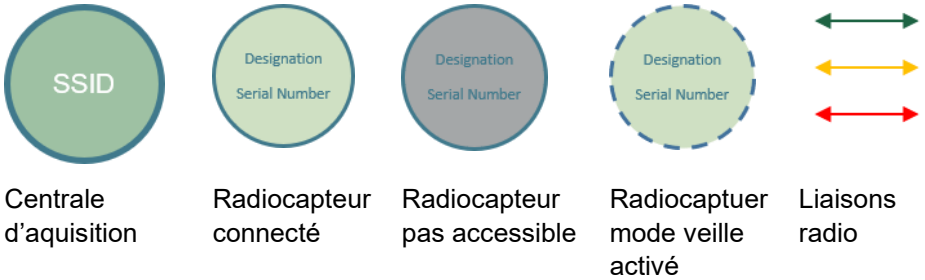 SSID
Designation
Serial Number
Designation
Serial Number
Designation
Serial Number
Centrale
d’aquisition
Radiocapteur
connecté
Radiocapteur
pas accessible
Radiocaptuer
mode veille
activé
Liaisons
radio